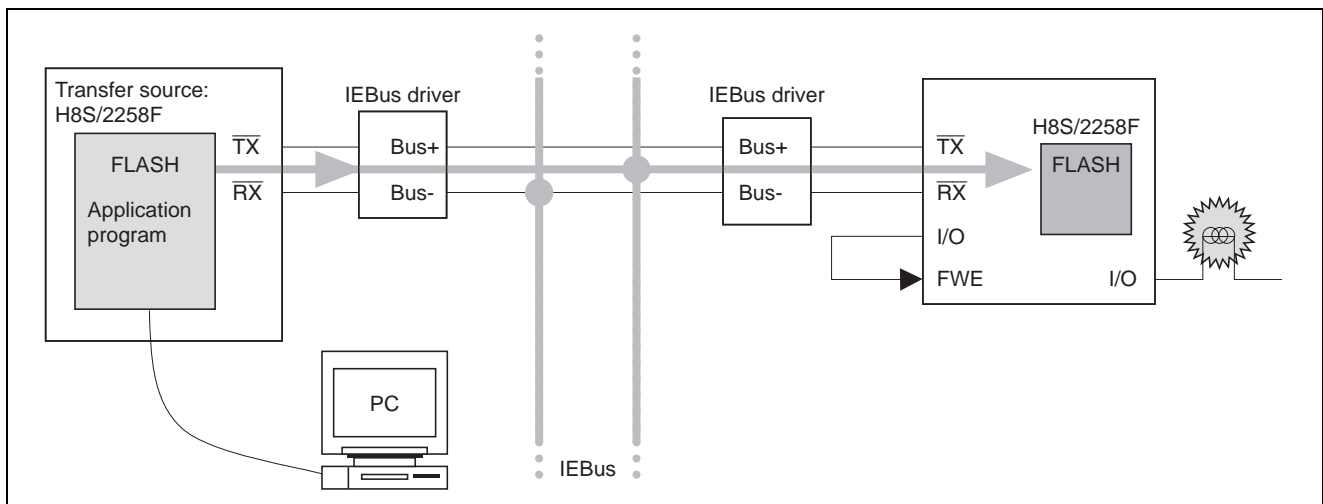 Transfer source:
H8S/2258F
FLASH
Application
program
TX
RX
IEBus driver
Bus+
Bus-
IEBus driver
Bus+
Bus-
TX
RX
I/O
FWE
H8S/2258F
FLASH
I/O
PC
IEBus